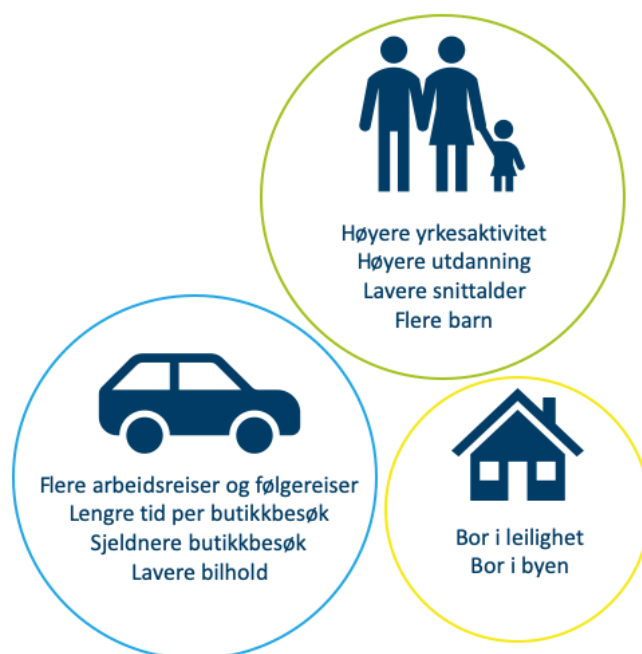 Høyere yrkesaktivitet
Høyere utdanning
Lavere snittalder
Flere barn
Flere arbeidsreiser og følgereiser
Lengre tid per butikkbesøk
Sjeldnere butikkbesøk
Lavere bilhold
Bor i leilighet
Bor i byen